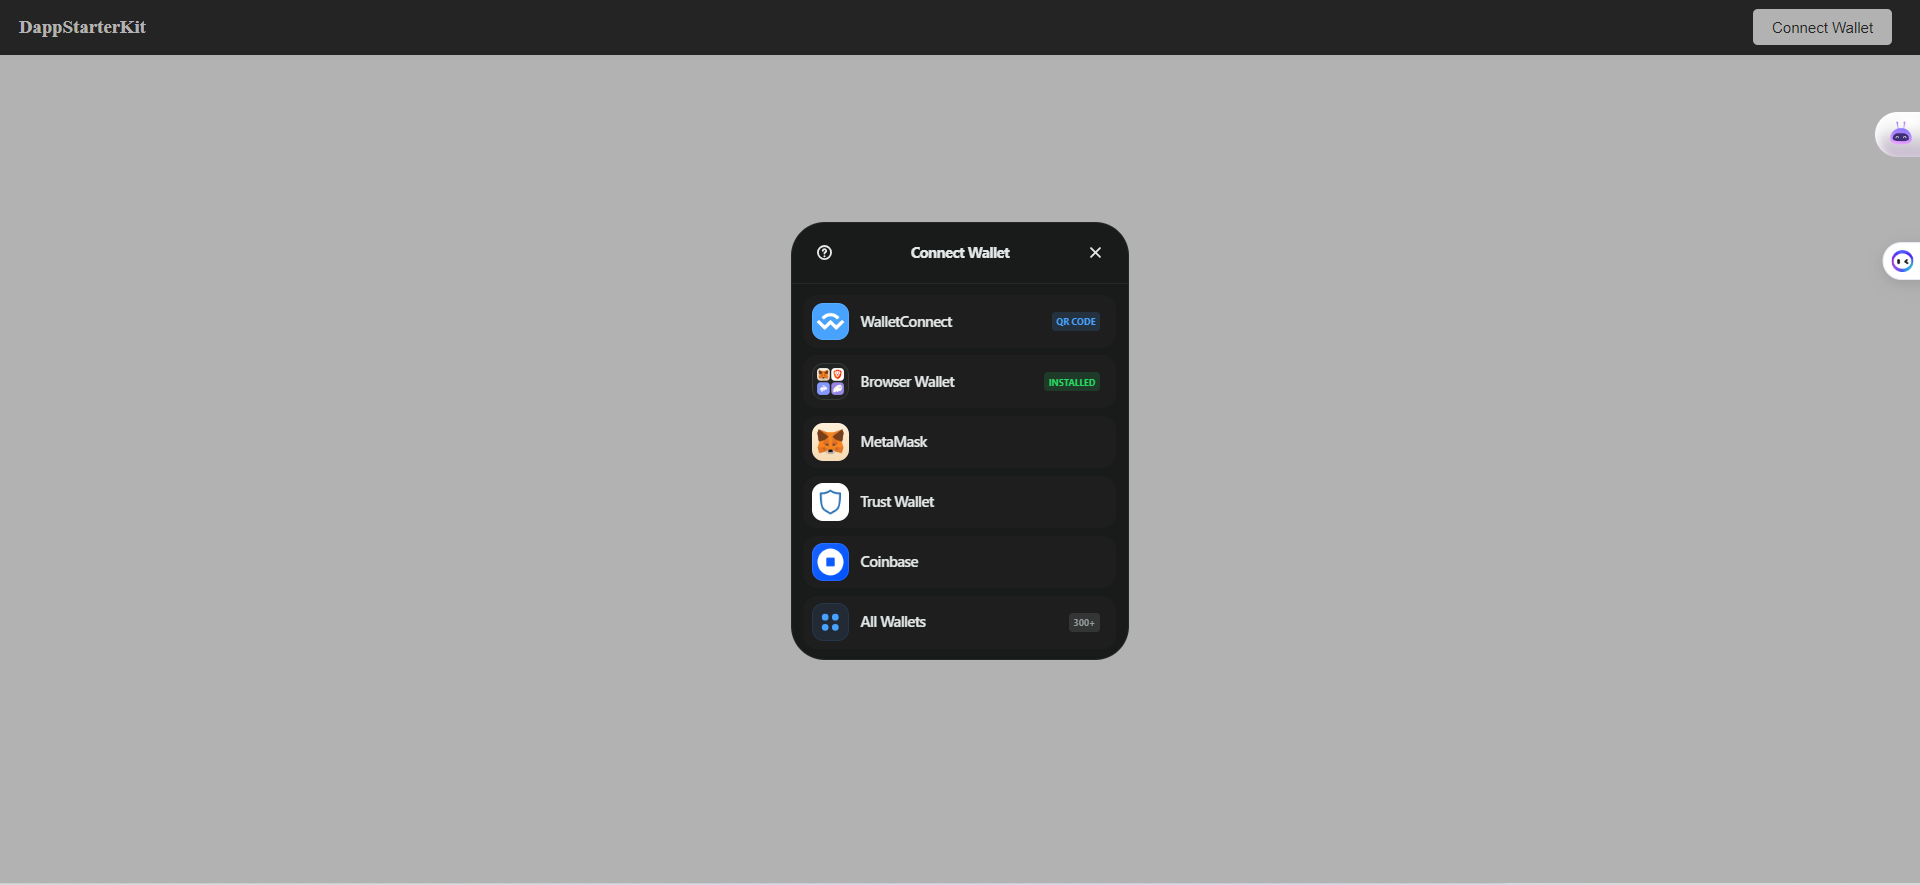 DappStarterKit
Connect Wallet
Connect Wallet
WalletConnect
QR CODE
Browser Wallet
INSTALLED
MetaMask
Trust Wallet
Coinbase
All Wallets
300+